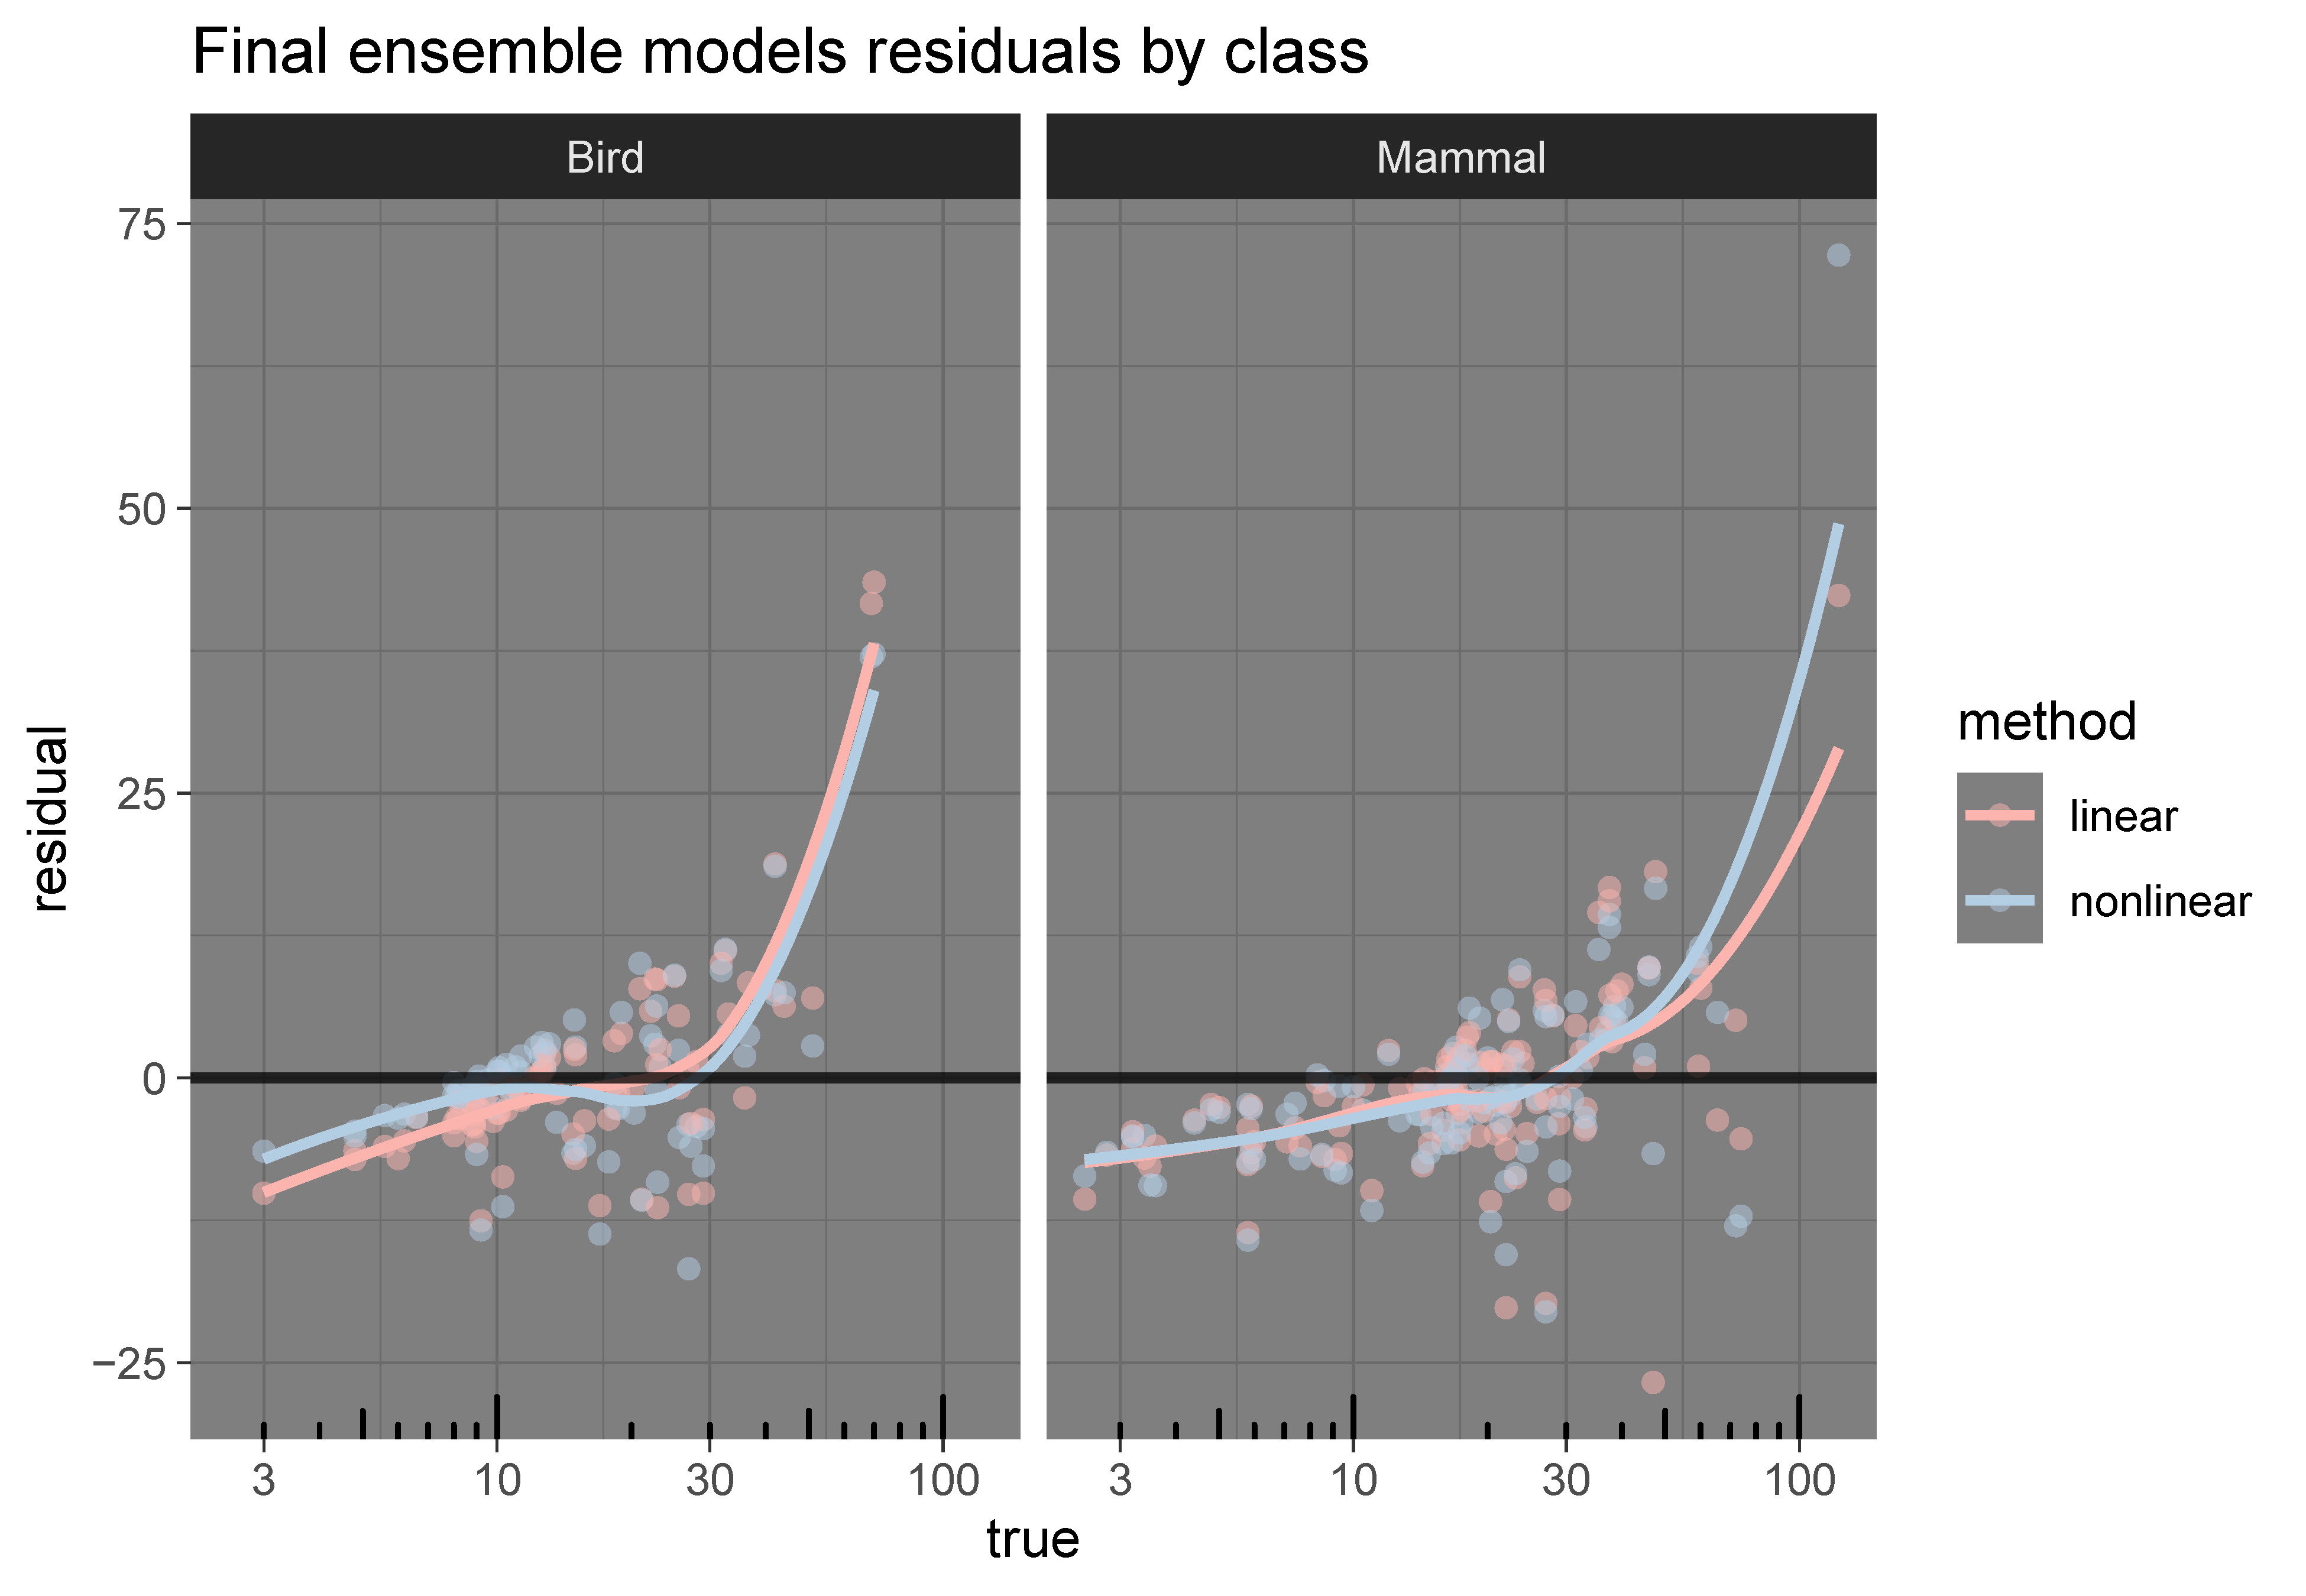 Final ensemble models residuals by class
Bird
Mammal
75
50
25
0
−25
residual
3
10
30
100
3
10
30
100
true
method
linear
nonlinear